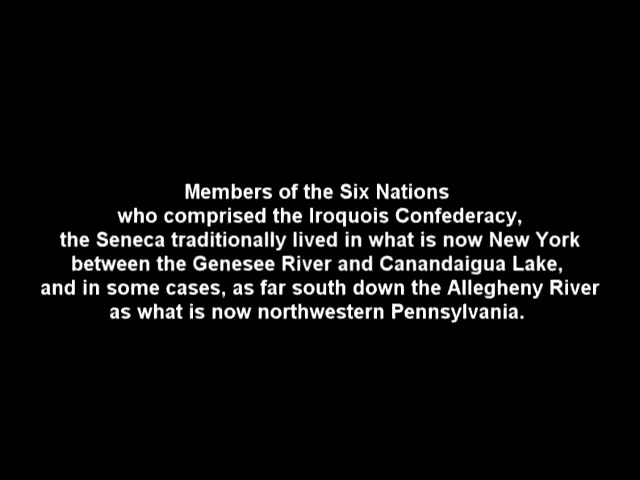 Members of the Six Nations
who comprised the Iroquois Confederacy,
the Seneca traditionally lived in what is now New York
between the Genesee River and Canandaigua Lake,
and in some cases, as far south down the Allegheny River
as what is now northwestern Pennsylvania.